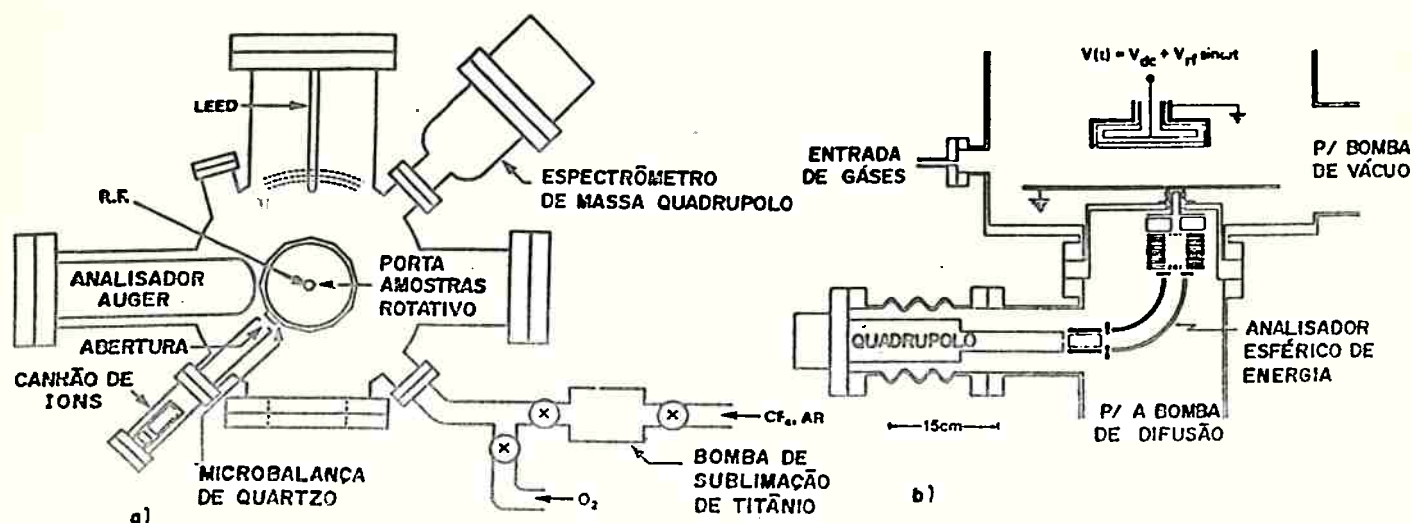 LEED
R.F.
ESPECTRÔMETRO
DE MASSA QUADRUPOLO
ANALISADOR
AUGER
PORTA
AMOSTRAS
ROTATIVO
ABERTURA
CANHÃO DE
IONS
MICROBALANÇA
DE QUARTZO
CF₄, AR
O₂
BOMBA DE
SUBLIMAÇÃO
DE TITÂNIO
a)
V(t) = V_dc + V_rf sinωt
ENTRADA
DE GÁSES
P/ BOMBA
DE VÁCUO
QUADRUPOLO
ANALISADOR
ESFÉRICO DE
ENERGIA
15cm
P/ A BOMBA
DE DIFUSÃO
b)